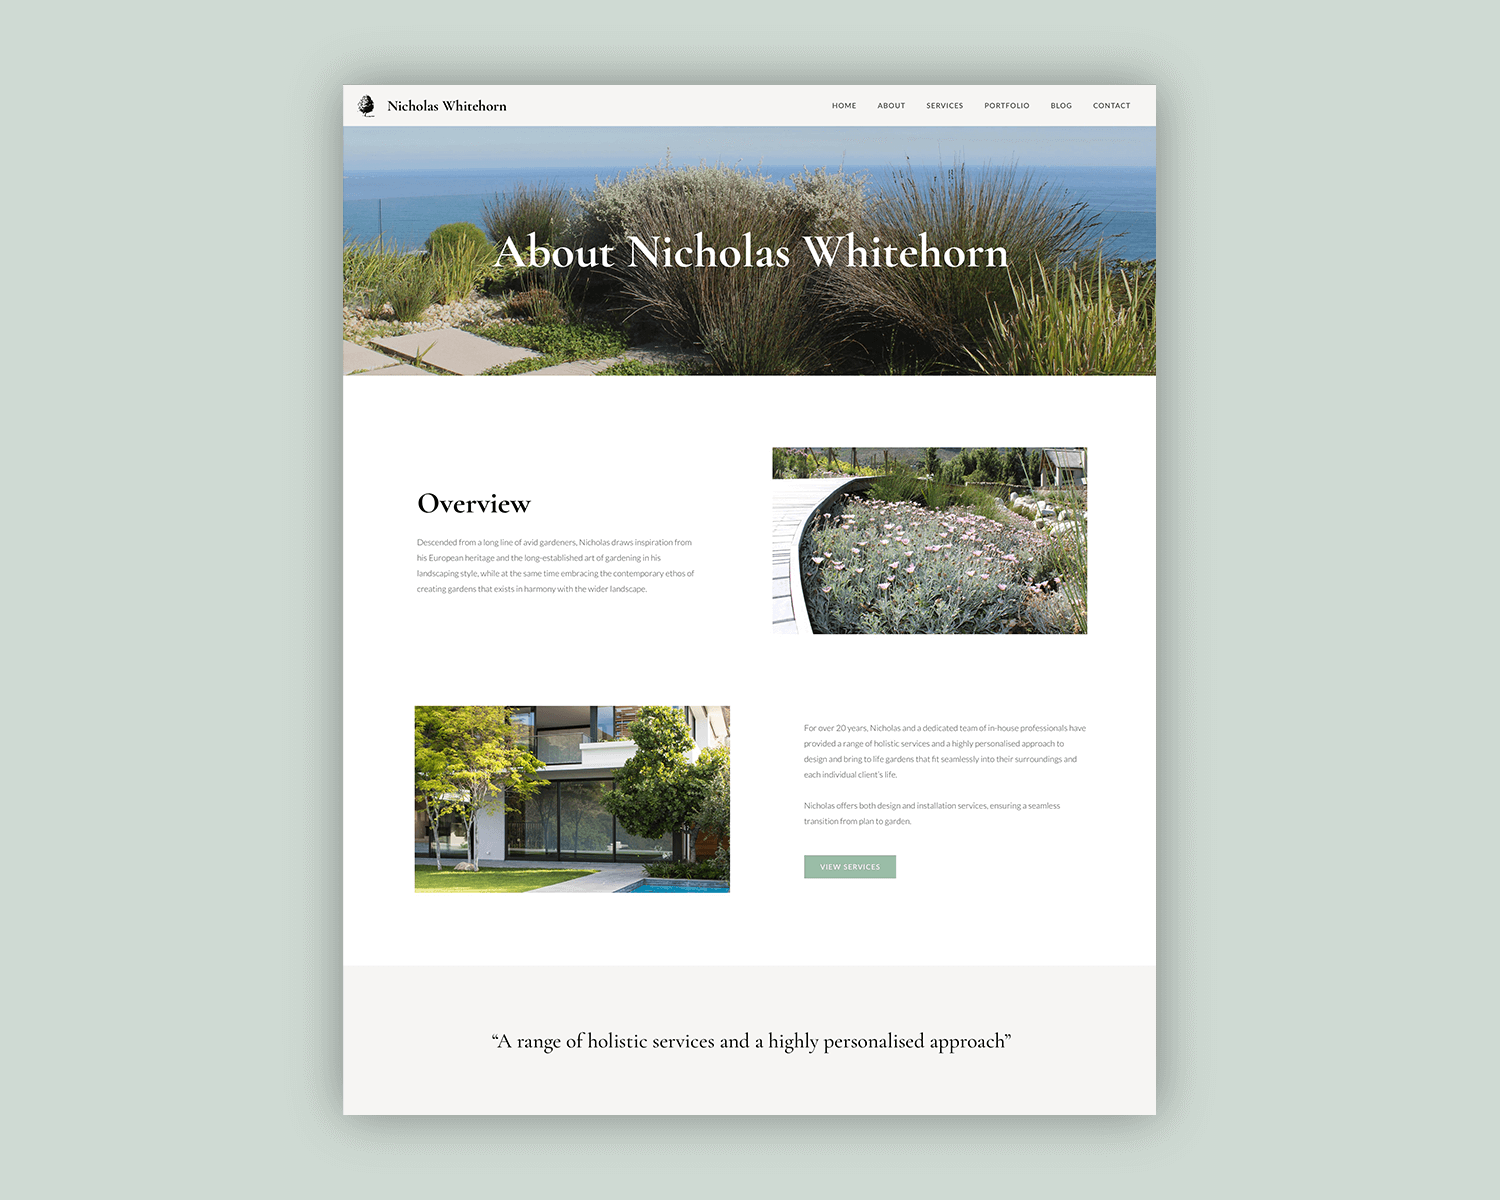 Nicholas Whitehorn
HOME ABOUT SERVICES PORTFOLIO BLOG CONTACT
About Nicholas Whitehorn
Overview
Descended from a long line of avid gardeners, Nicholas draws inspiration from
his European heritage and the long-established art of gardening in his
landscaping style, while at the same time embracing the contemporary ethos of
creating gardens that exists in harmony with the wider landscape.
For over 20 years, Nicholas and a dedicated team of in-house professionals have
provided a range of holistic services and a highly personalised approach to
design and bring to life gardens that fit seamlessly into their surroundings and
each individual client's life.
Nicholas offers both design and installation services, ensuring a seamless
transition from plan to garden.
VIEW SERVICES
“A range of holistic services and a highly personalised approach”